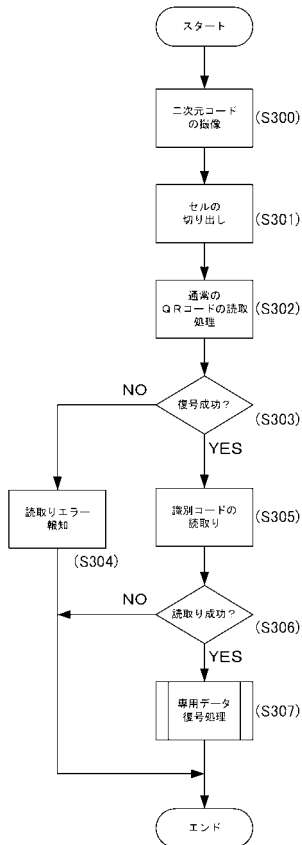 スタート
二次元コード
の撮像
(S300)
セルの
切り出し
(S301)
通常の
QRコードの読取
処理
(S302)
NO
復号成功？
(S303)
YES
読取りエラー
報知
(S304)
識別コードの
読取り
(S305)
NO
読取り成功？
(S306)
YES
専用データ
復号処理
(S307)
エンド